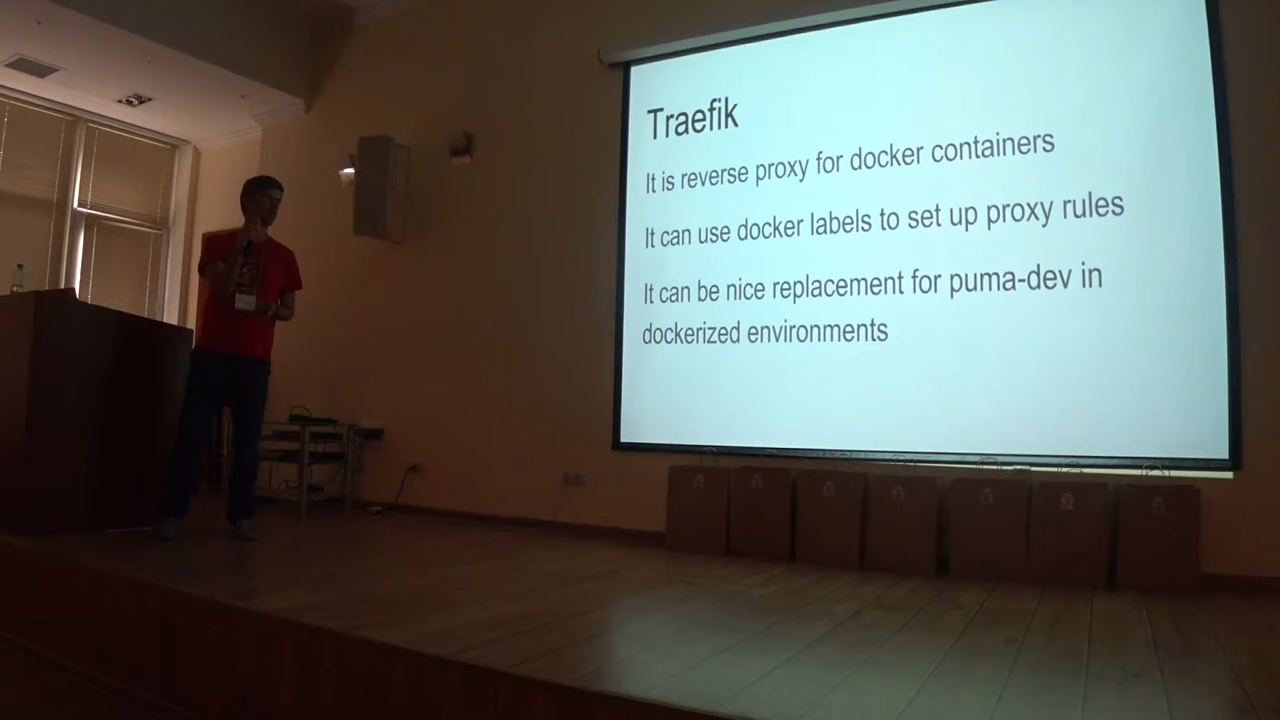 Traefik
It is reverse proxy for docker containers
It can use docker labels to set up proxy rules
It can be nice replacement for puma-dev in
dockerized environments